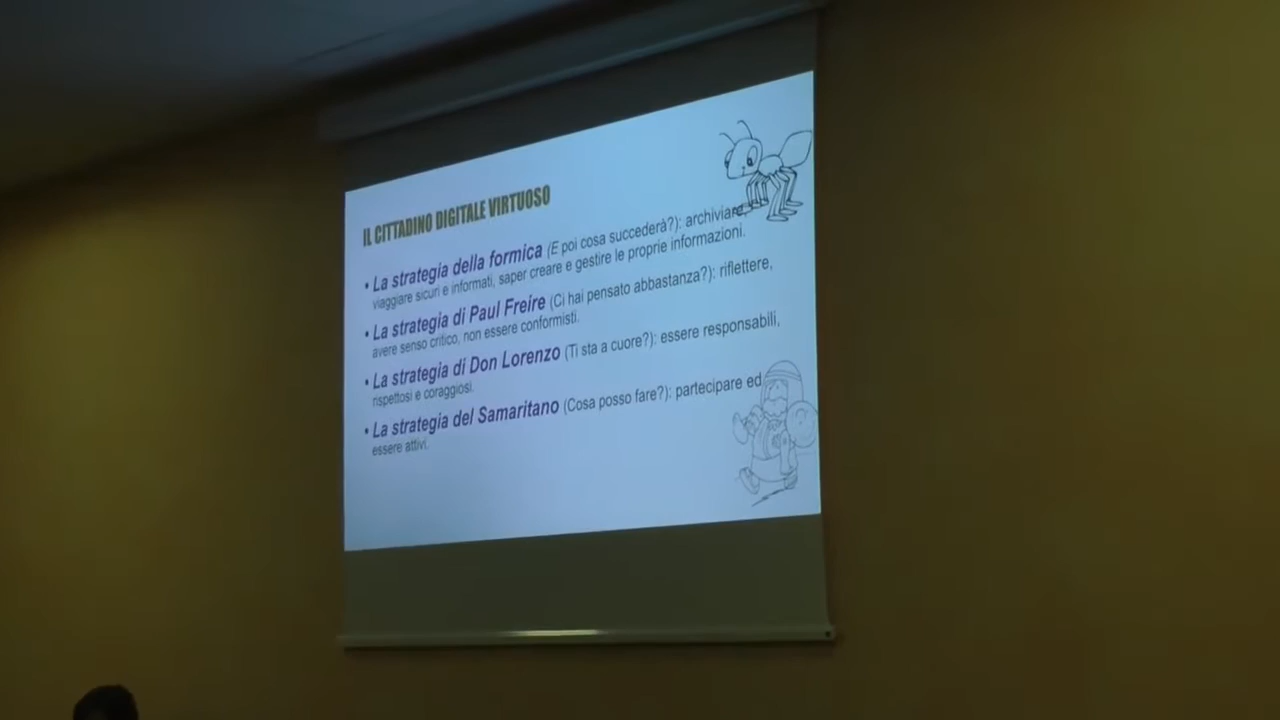 IL CITTADINO DIGITALE VIRTUOSO
• La strategia della formica (E poi cosa succederà?): archiviare,
viaggiare sicuri e informati, saper creare e gestire le proprie informazioni.
• La strategia di Paul Freire (Ci hai pensato abbastanza?): riflettere,
avere senso critico, non essere conformisti.
• La strategia di Don Lorenzo (Ti sta a cuore?): essere responsabili,
rispettosi e coraggiosi.
• La strategia del Samaritano (Cosa posso fare?): partecipare ed
essere attivi.